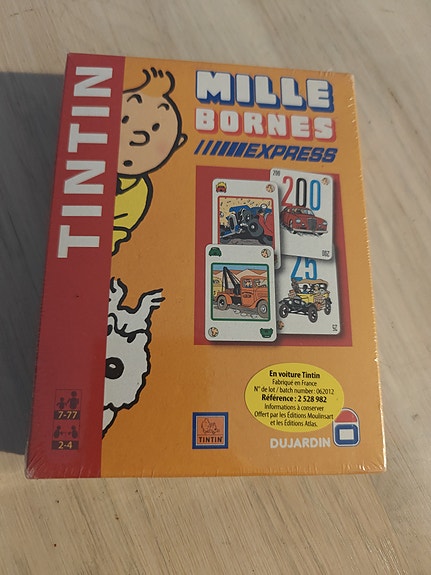 TINTIN
MILLE
BORNES
EXPRESS
200
200
200
25
25
7-77
2-4
TINTIN
En voiture Tintin
Fabriqué en France
N° de lot / batch number : 062012
Référence : 2 528 982
Informations à conserver
Offert par les Éditions Moulinsart
et les Éditions Atlas.
DUJARDIN